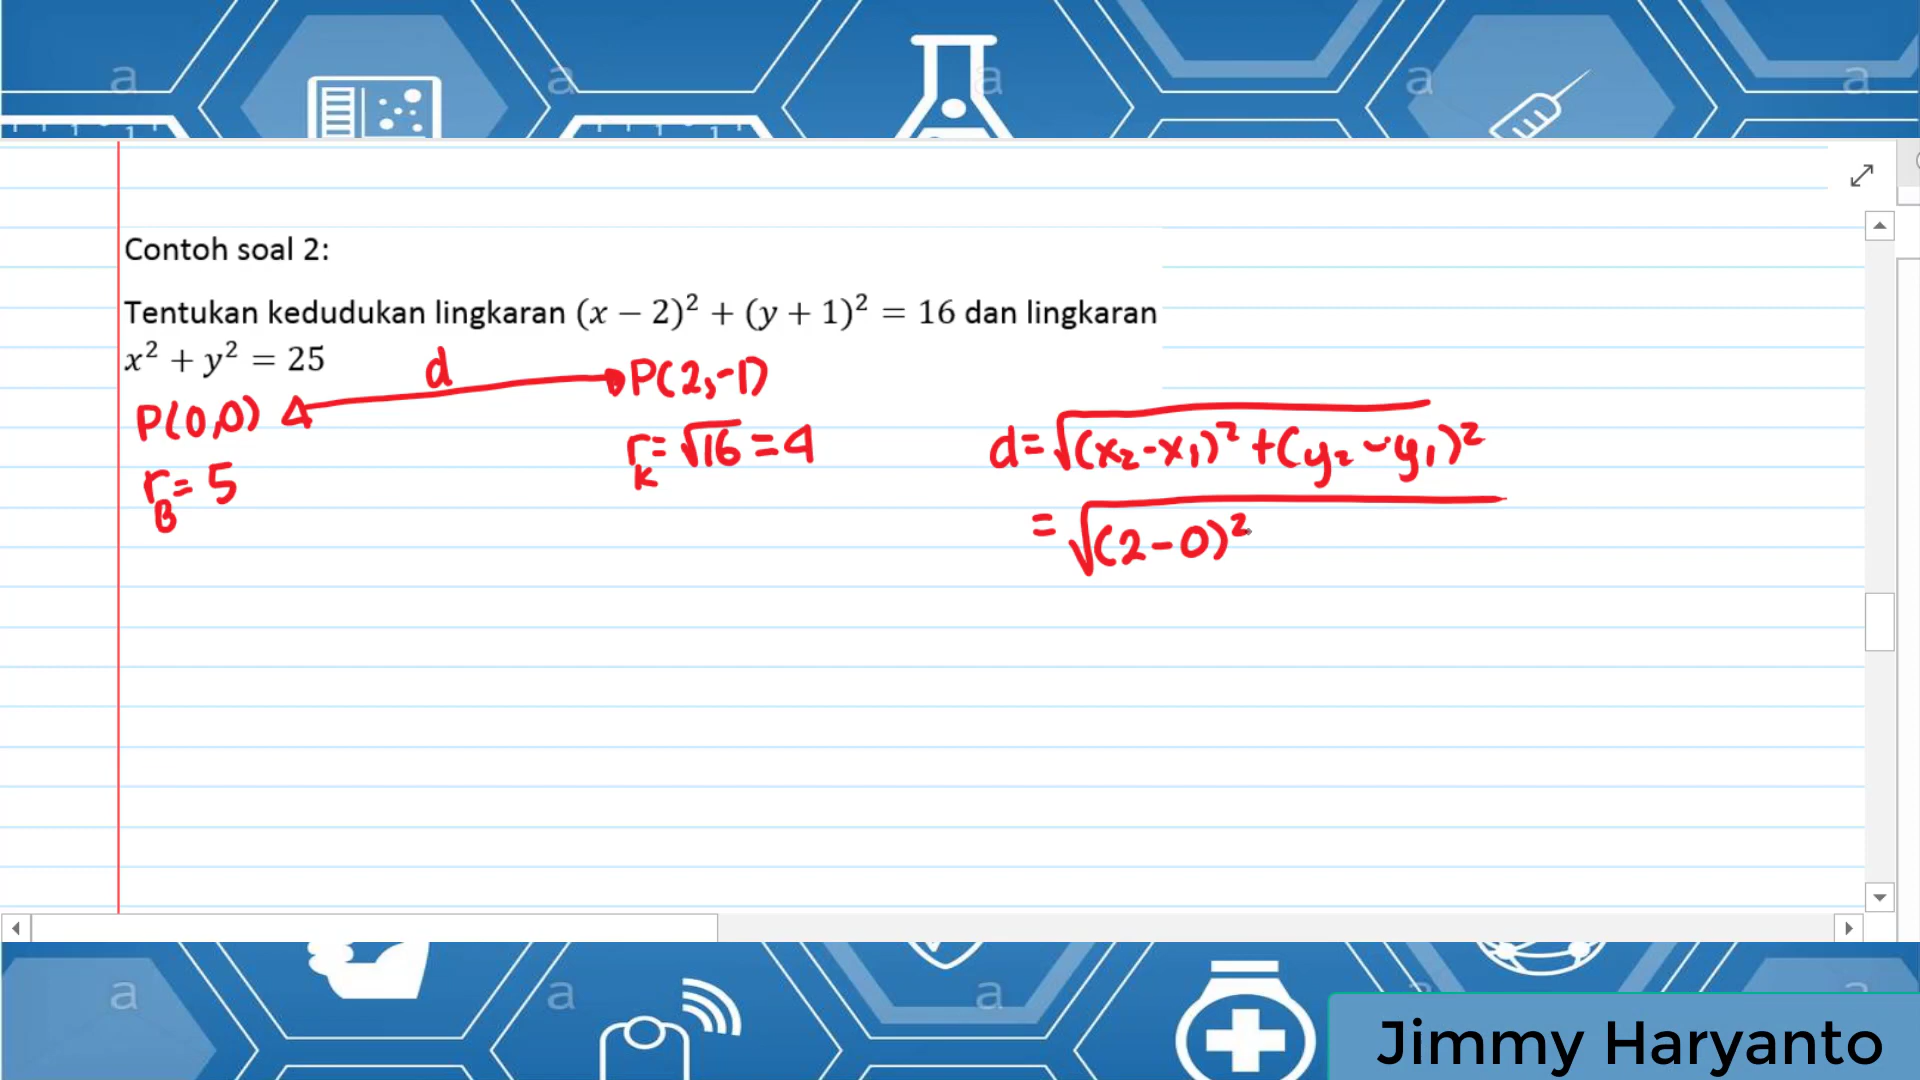 a a a a a
Contoh soal 2:
Tentukan kedudukan lingkaran (x − 2)² + (y + 1)² = 16 dan lingkaran
x² + y² = 25
d
P(2,-1)
P(0,0)
r_K = √16 = 4
r_B = 5
d = √(x₂-x₁)² + (y₂-y₁)²
= √(2-0)²
a a a a
Jimmy Haryanto